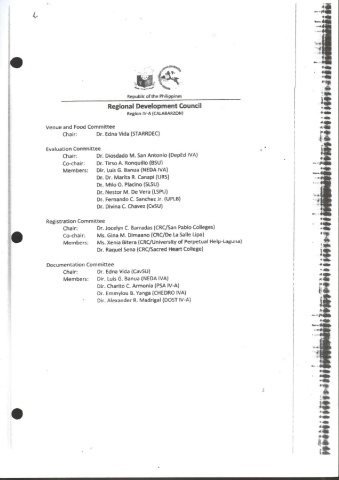 Republic of the Philippines
Regional Development Council
Region IV-A (CALABARZON)
Venue and Food Committee
Chair: Dr. Edna Vida (STARRDEC)
Evaluation Committee
Chair: Dr. Diosdado M. San Antonio (DepEd IVA)
Co-chair: Dr. Tirso A. Ronquillo (BSU)
Members: Dir. Luis G. Banua (NEDA IVA)
Dr. Dr. Marita R. Canapi (URS)
Dr. Milo O. Placino (SLSU)
Dr. Nestor M. De Vera (LSPU)
Dr. Fernando C. Sanchez Jr. (UPLB)
Dr. Divina C. Chavez (CvSU)
Registration Committee
Chair: Dr. Jocelyn C. Barradas (CRC/San Pablo Colleges)
Co-chair: Ms. Gina M. Dimaano (CRC/De La Salle Lipa)
Members: Ms. Xenia Bitera (CRC/University of Perpetual Help-Laguna)
Dr. Raquel Sena (CRC/Sacred Heart College)
Documentation Committee
Chair: Dr. Edna Vida (CavSU)
Members: Dir. Luis G. Banua (NEDA IVA)
Dir. Charito C. Armonia (PSA IV-A)
Dr. Emmylou B. Yanga (CHEDRO IVA)
Dir. Alexander R. Madrigal (DOST IV-A)